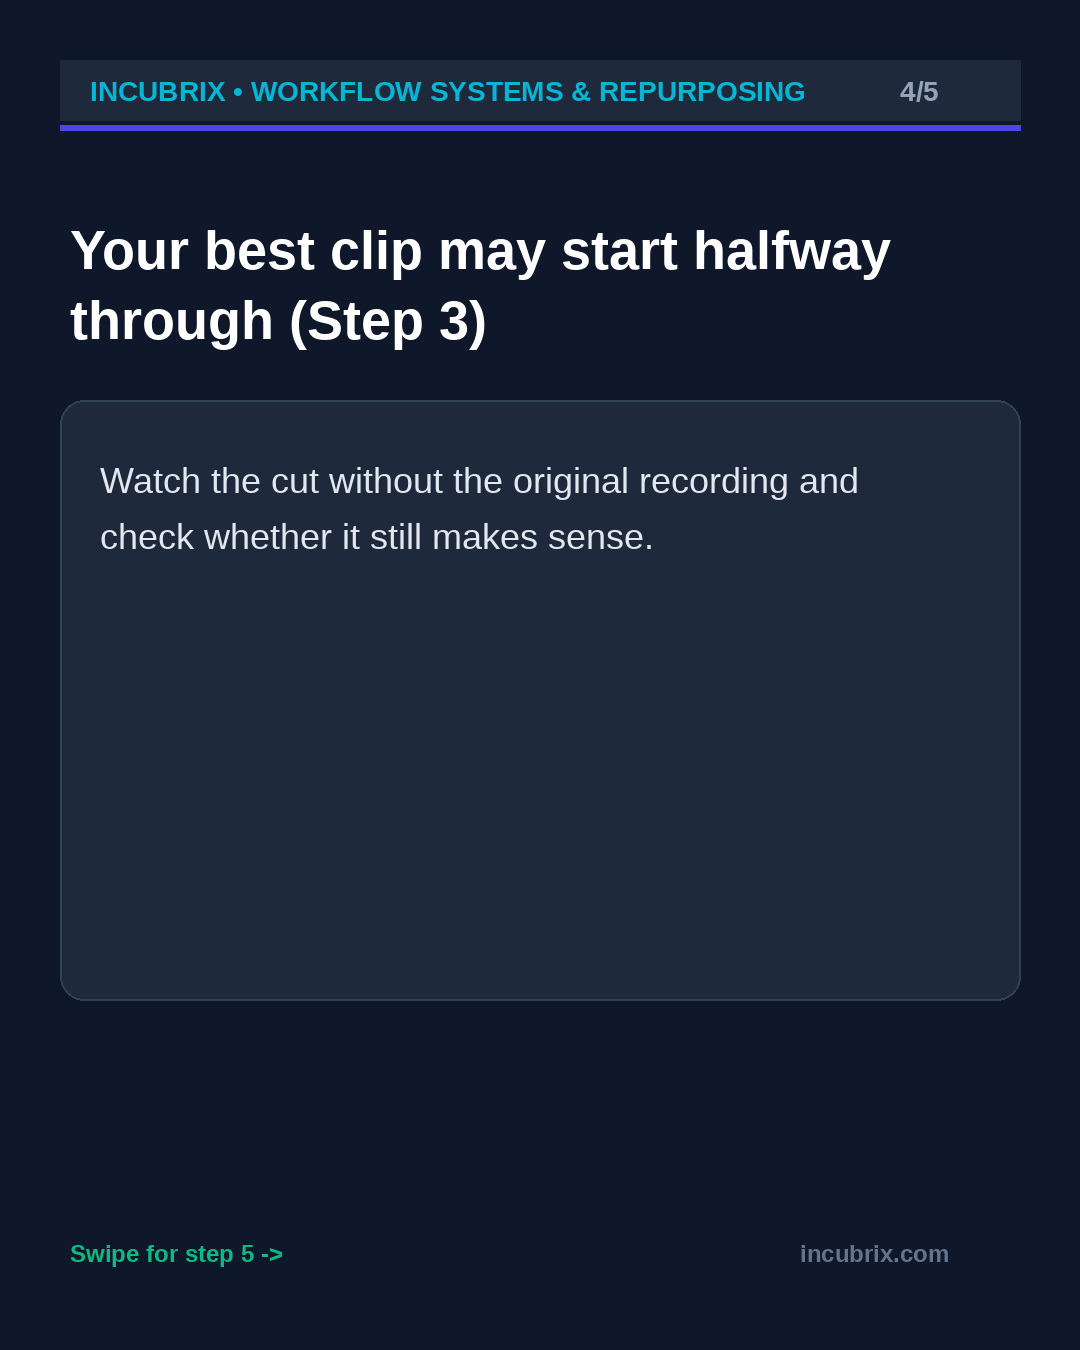 INCUBRIX • WORKFLOW SYSTEMS & REPURPOSING 4/5
Your best clip may start halfway
through (Step 3)
Watch the cut without the original recording and
check whether it still makes sense.
Swipe for step 5 -> incubrix.com